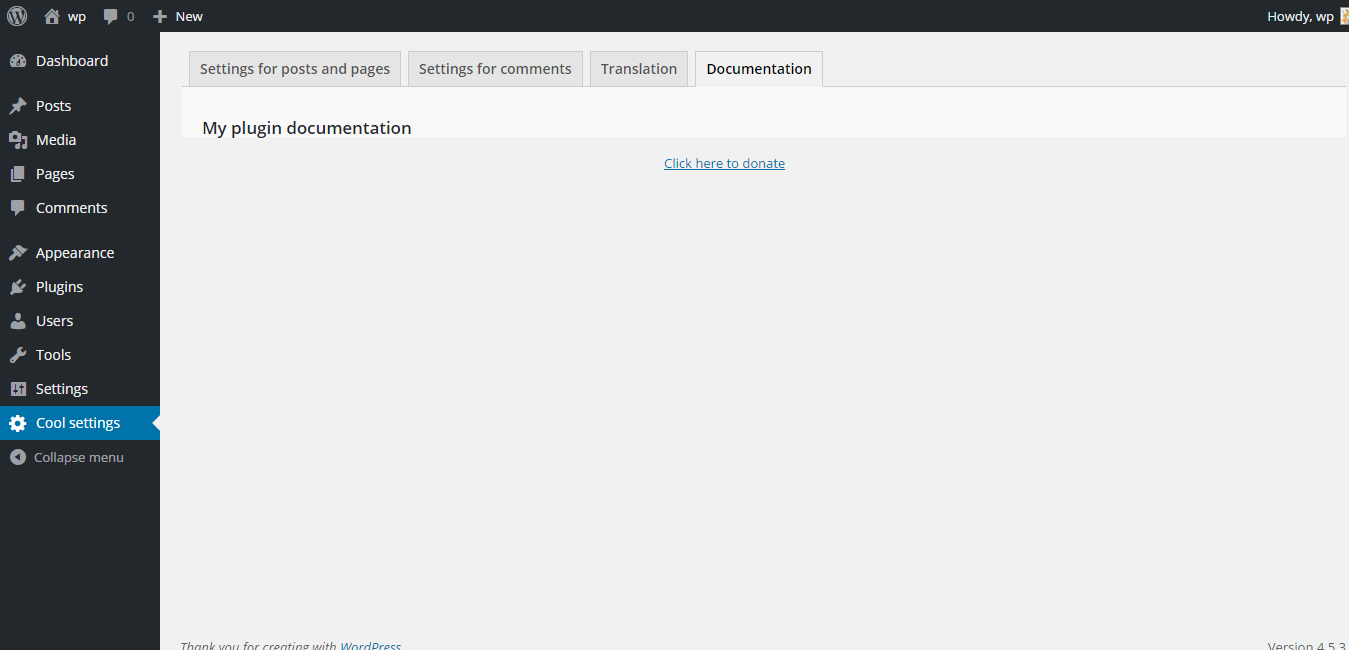 wp 0 New Howdy, wp
Dashboard
Posts
Media
Pages
Comments
Appearance
Plugins
Users
Tools
Settings
Cool settings
Collapse menu
Settings for posts and pages Settings for comments Translation Documentation
My plugin documentation
Click here to donate
Thank you for creating with WordPress Version 4.5.3